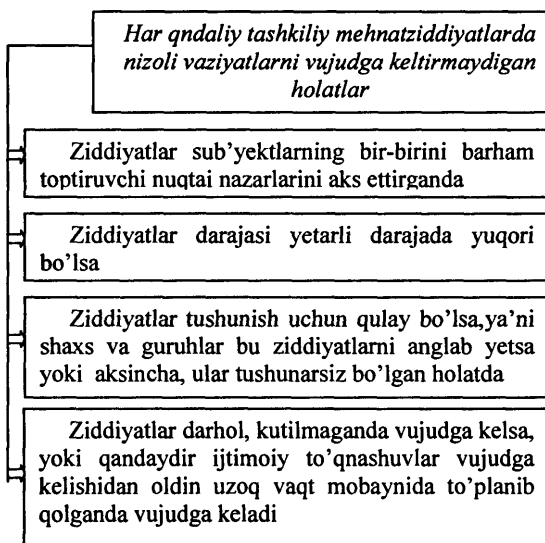 Har qndaliy tashkiliy mehnatziddiyatlarda
nizoli vaziyatlarni vujudga keltirmaydigan
holatlar
Ziddiyatlar sub’yektlarning bir-birini barham
toptiruvchi nuqtai nazarlarini aks ettirganda
Ziddiyatlar darajasi yetarli darajada yuqori
bo’lsa
Ziddiyatlar tushunish uchun qulay bo’lsa,ya’ni
shaxs va guruhlar bu ziddiyatlarni anglab yetsa
yoki aksincha, ular tushunarsiz bo’lgan holatda
Ziddiyatlar darhol, kutilmaganda vujudga kelsa,
yoki qandaydir ijtimoiy to’qnashuvlar vujudga
kelishidan oldin uzoq vaqt mobaynida to’planib
qolganda vujudga keladi